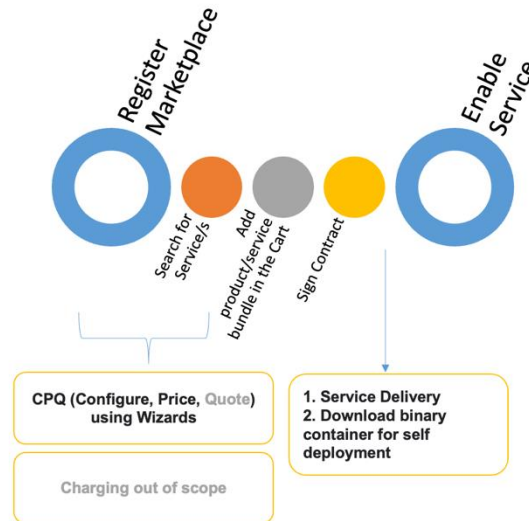 Register
Marketplace
Search for
Service/s
Add
product/service
bundle in the Cart
Sign Contract
Enable
Service
CPQ (Configure, Price, Quote)
using Wizards
Charging out of scope
1. Service Delivery
2. Download binary
container for self
deployment